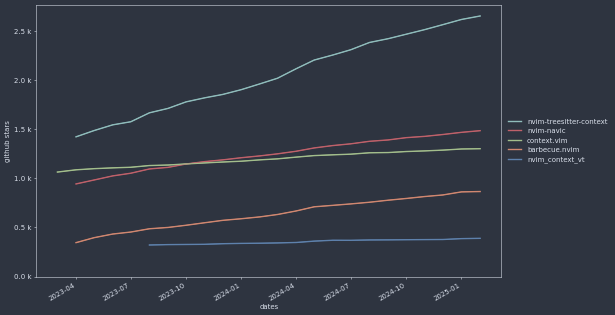 2.5 k
2.0 k
1.5 k
1.0 k
0.5 k
0.0 k
github stars
2023-04
2023-07
2023-10
2024-01
2024-04
2024-07
2024-10
2025-01
dates
nvim-treesitter-context
nvim-navic
context.vim
barbecue.nvim
nvim_context_vt